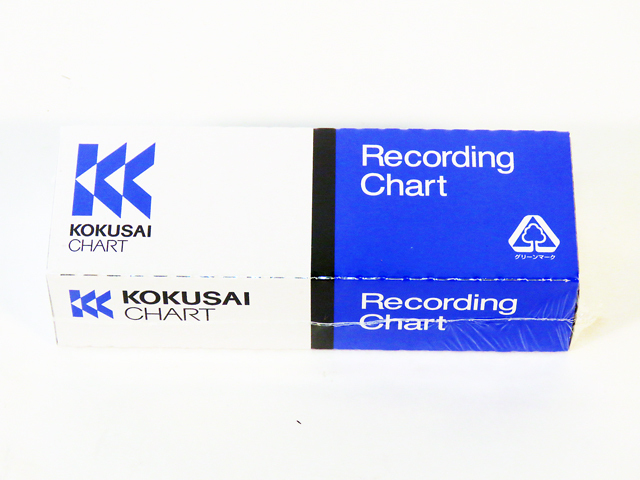 KOKUSAI
CHART
Recording
Chart
グリーンマーク
KOKUSAI
CHART
Recording
Chart